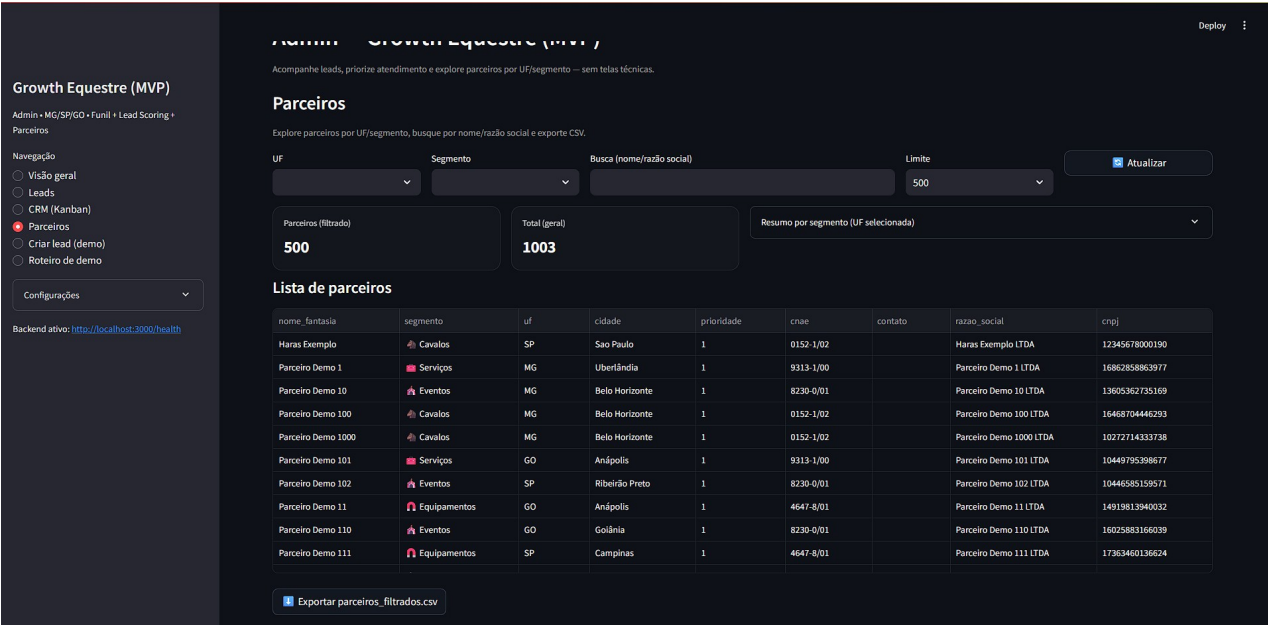 Deploy
Growth Equestre (MVP)
Admin • MG/SP/GO • Funil + Lead Scoring +
Parceiros
Navegação
Visão geral
Leads
CRM (Kanban)
Parceiros
Criar lead (demo)
Roteiro de demo
Configurações
Backend ativo: http://localhost:3000/health
Admin — Growth Equestre (MVP)
Acompanhe leads, priorize atendimento e explore parceiros por UF/segmento — sem telas técnicas.
Parceiros
Explore parceiros por UF/segmento, busque por nome/razão social e exporte CSV.
UF Segmento Busca (nome/razão social) Limite
500 Atualizar
Parceiros (filtrado) Total (geral) Resumo por segmento (UF selecionada)
500 1003
Lista de parceiros
nome_fantasia segmento uf cidade prioridade cnae contato razao_social cnpj
Haras Exemplo Cavalos SP Sao Paulo 1 0152-1/02 Haras Exemplo LTDA 12345678000190
Parceiro Demo 1 Serviços MG Uberlândia 1 9313-1/00 Parceiro Demo 1 LTDA 16862858863977
Parceiro Demo 10 Eventos MG Belo Horizonte 1 8230-0/01 Parceiro Demo 10 LTDA 13605362735169
Parceiro Demo 100 Cavalos MG Belo Horizonte 1 0152-1/02 Parceiro Demo 100 LTDA 16468704446293
Parceiro Demo 1000 Cavalos MG Belo Horizonte 1 0152-1/02 Parceiro Demo 1000 LTDA 10272714333738
Parceiro Demo 101 Serviços GO Anápolis 1 9313-1/00 Parceiro Demo 101 LTDA 10449795398677
Parceiro Demo 102 Eventos SP Ribeirão Preto 1 8230-0/01 Parceiro Demo 102 LTDA 10446585159571
Parceiro Demo 11 Equipamentos GO Anápolis 1 4647-8/01 Parceiro Demo 11 LTDA 14919813940032
Parceiro Demo 110 Eventos GO Goiânia 1 8230-0/01 Parceiro Demo 110 LTDA 16025883166039
Parceiro Demo 111 Equipamentos SP Campinas 1 4647-8/01 Parceiro Demo 111 LTDA 17363460136624
Exportar parceiros_filtrados.csv